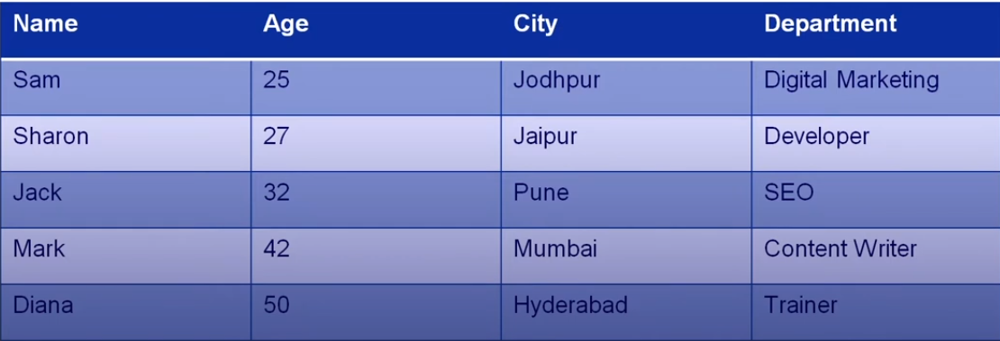 Name Age City Department
Sam 25 Jodhpur Digital Marketing
Sharon 27 Jaipur Developer
Jack 32 Pune SEO
Mark 42 Mumbai Content Writer
Diana 50 Hyderabad Trainer